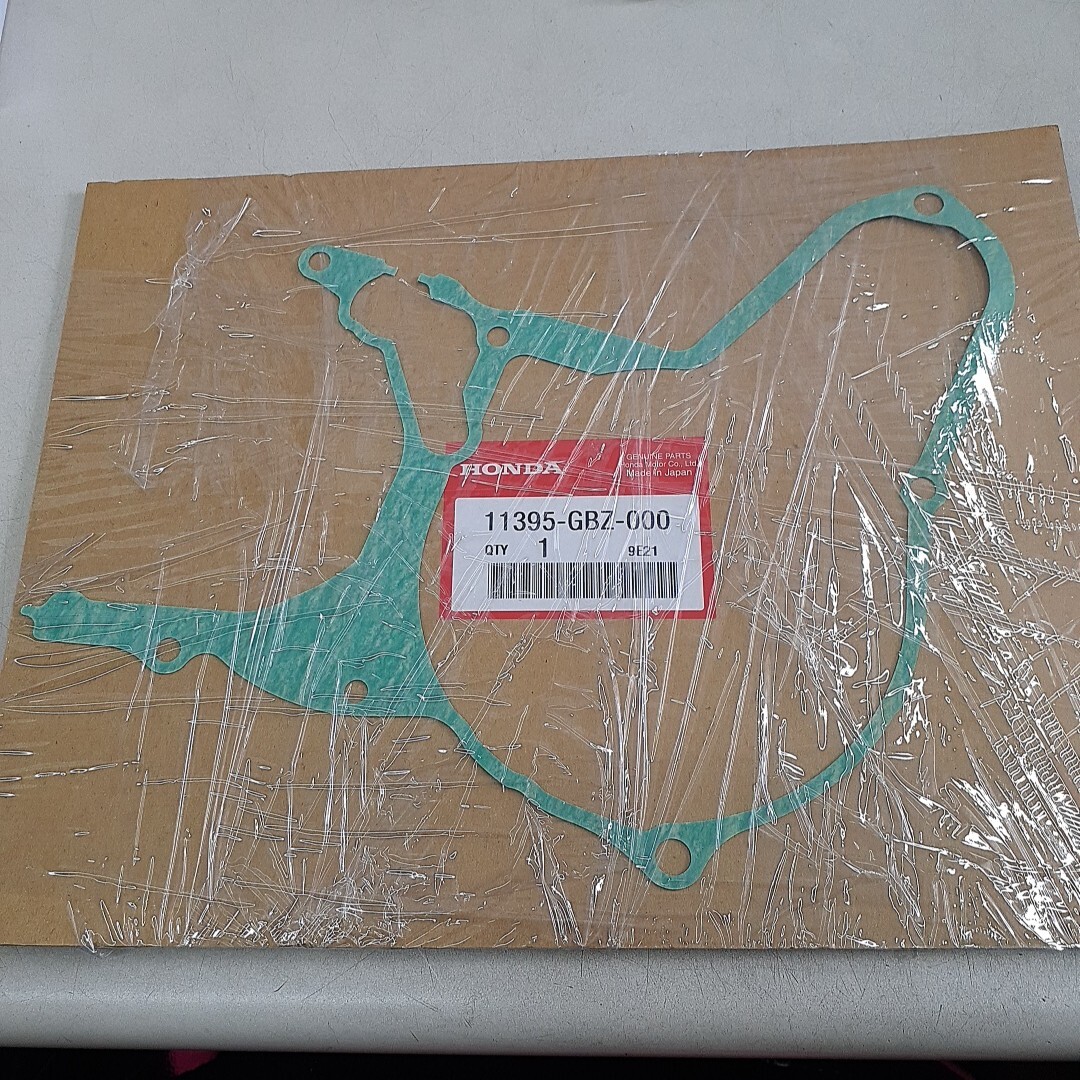 HONDA
GENUINE PARTS
Honda Motor Co., Ltd.
Made in Japan
11395-GBZ-000
QTY 1 9E21